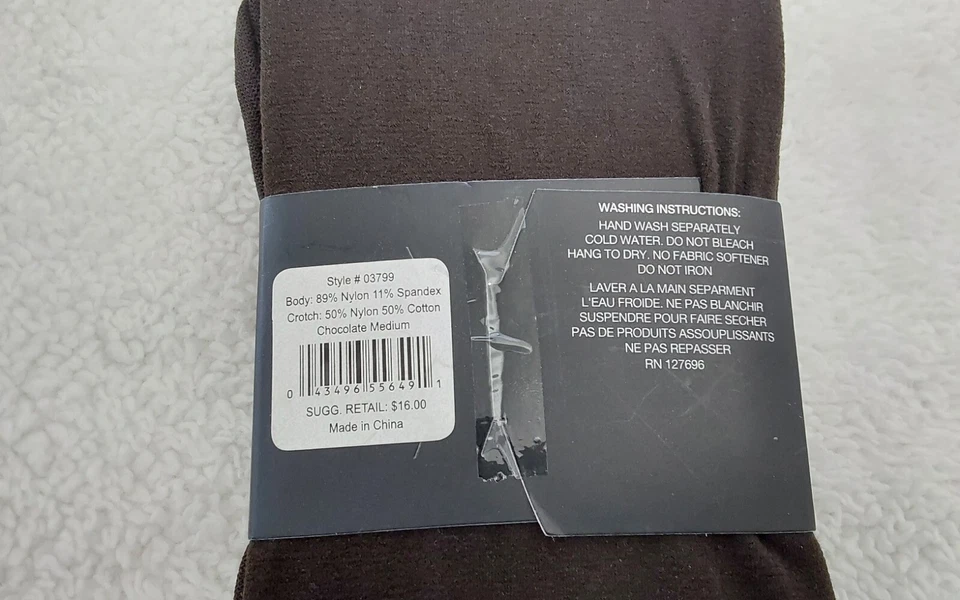 Style # 03799
Body: 89% Nylon 11% Spandex
Crotch: 50% Nylon 50% Cotton
Chocolate Medium
0 43496 55649 1
SUGG. RETAIL: $16.00
Made in China
WASHING INSTRUCTIONS:
HAND WASH SEPARATELY
COLD WATER. DO NOT BLEACH
HANG TO DRY. NO FABRIC SOFTENER
DO NOT IRON
LAVER A LA MAIN SEPARMENT
L'EAU FROIDE. NE PAS BLANCHIR
SUSPENDRE POUR FAIRE SECHER
PAS DE PRODUITS ASSOUPLISSANTS
NE PAS REPASSER
RN 127696